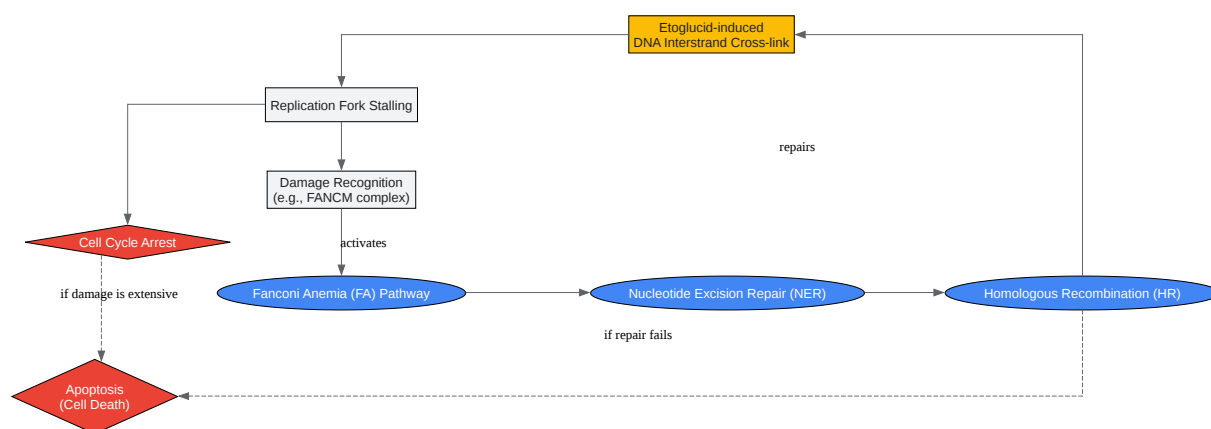 Etoglucid-induced
DNA Interstrand Cross-link
Replication Fork Stalling
repairs
Damage Recognition
(e.g., FANCM complex)
Cell Cycle Arrest
activates
if damage is extensive
Fanconi Anemia (FA) Pathway
Nucleotide Excision Repair (NER)
Homologous Recombination (HR)
if repair fails
Apoptosis
(Cell Death)